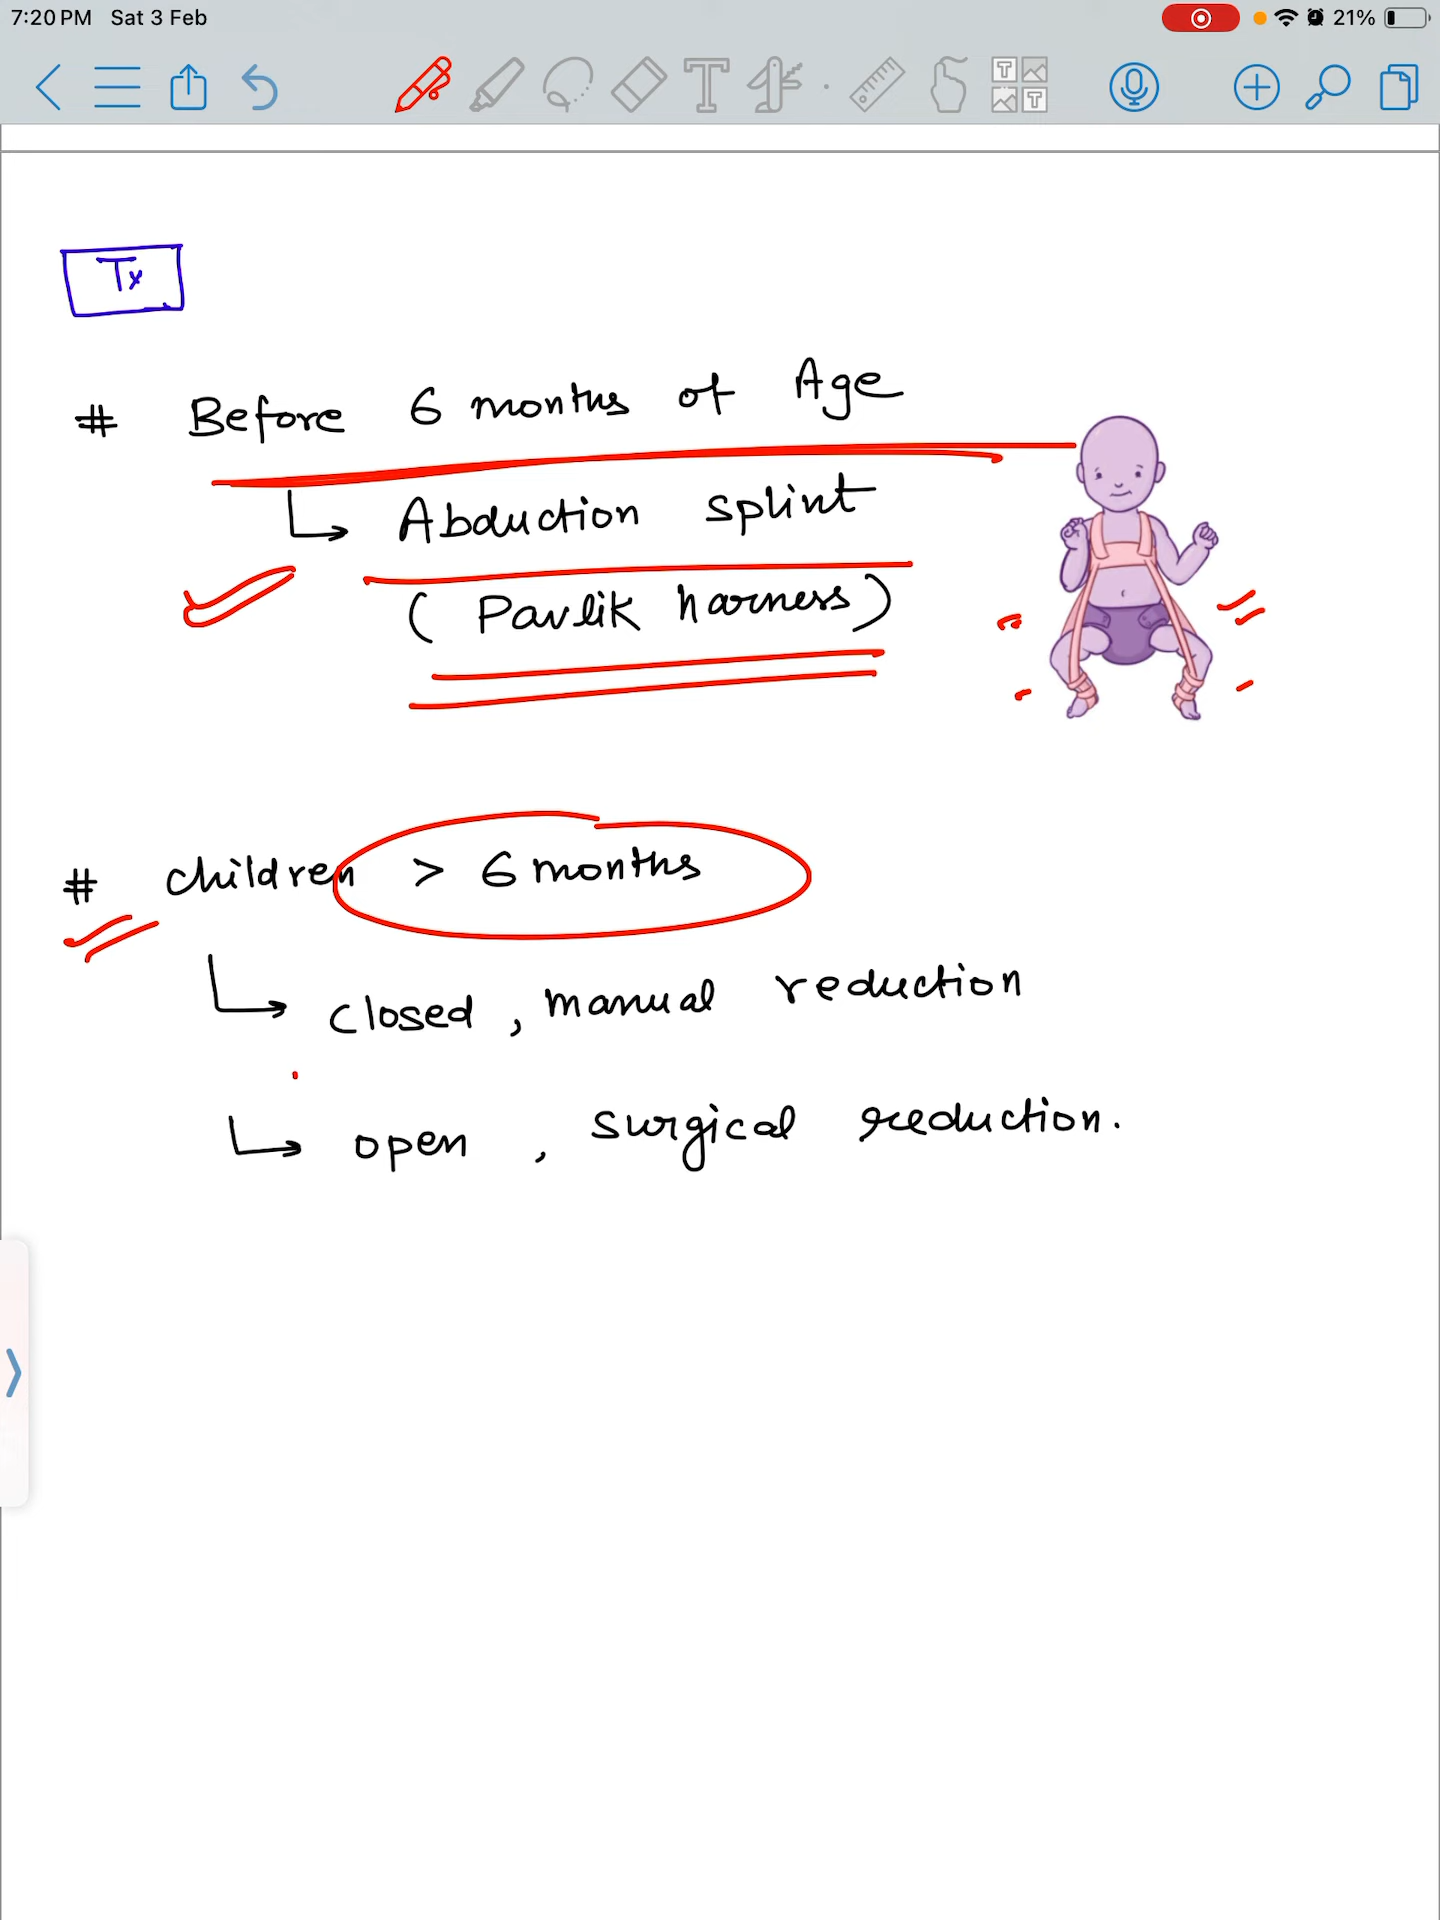 7:20 PM Sat 3 Feb 21%
Tx
# Before 6 months of Age
Abduction splint
(Pavlik harness)
# children > 6 months
closed, manual reduction
open, surgical reduction.